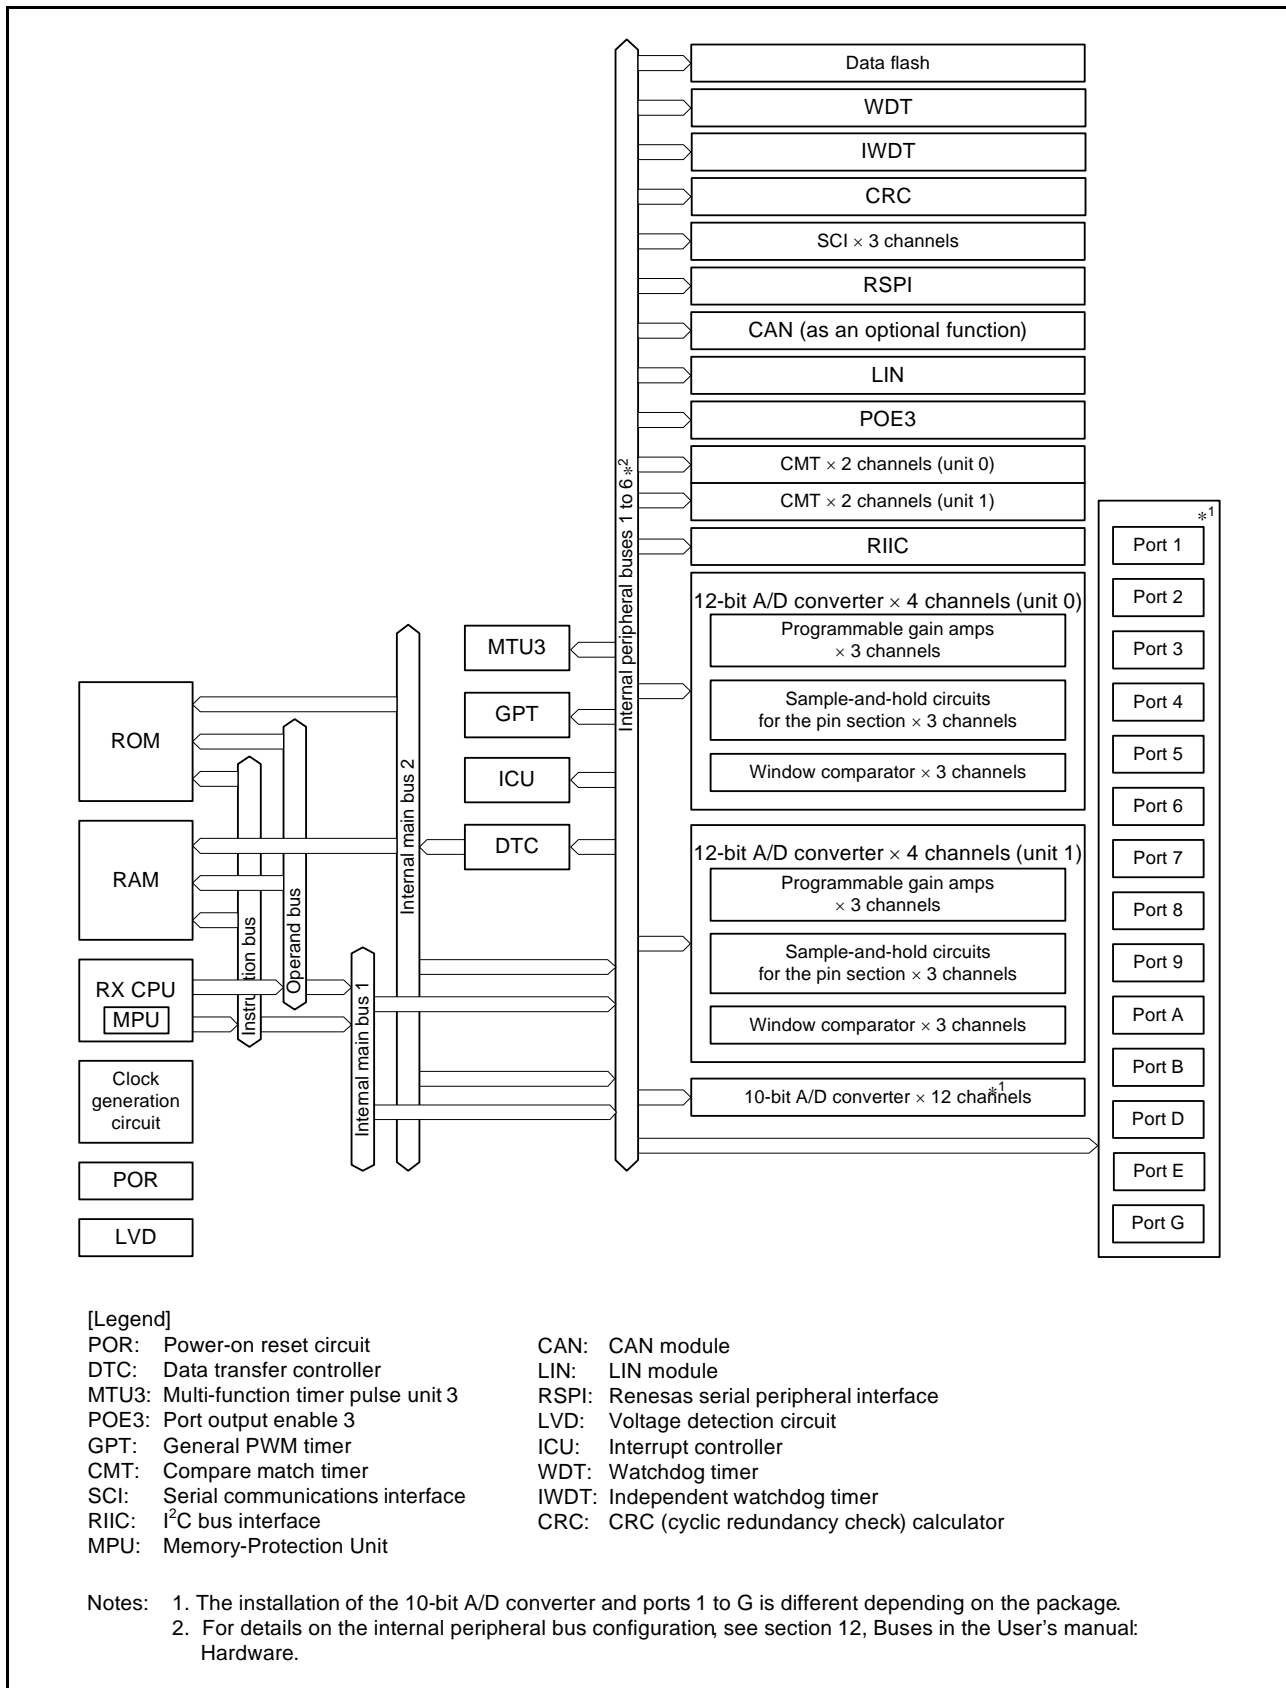 Data flash
WDT
IWDT
CRC
SCI × 3 channels
RSPI
CAN (as an optional function)
LIN
POE3
CMT × 2 channels (unit 0)
CMT × 2 channels (unit 1)
RIIC
12-bit A/D converter × 4 channels (unit 0)
Programmable gain amps
× 3 channels
Sample-and-hold circuits
for the pin section × 3 channels
Window comparator × 3 channels
12-bit A/D converter × 4 channels (unit 1)
Programmable gain amps
× 3 channels
Sample-and-hold circuits
for the pin section × 3 channels
Window comparator × 3 channels
10-bit A/D converter × 12 channels *1
*1
Port 1
Port 2
Port 3
Port 4
Port 5
Port 6
Port 7
Port 8
Port 9
Port A
Port B
Port D
Port E
Port G
Internal peripheral buses 1 to 6 *2
MTU3
GPT
ICU
DTC
Internal main bus 2
Internal main bus 1
Operand bus
Instruction bus
ROM
RAM
RX CPU
MPU
Clock
generation
circuit
POR
LVD
[Legend]
POR: Power-on reset circuit
DTC: Data transfer controller
MTU3: Multi-function timer pulse unit 3
POE3: Port output enable 3
GPT: General PWM timer
CMT: Compare match timer
SCI: Serial communications interface
RIIC: I²C bus interface
MPU: Memory-Protection Unit
CAN: CAN module
LIN: LIN module
RSPI: Renesas serial peripheral interface
LVD: Voltage detection circuit
ICU: Interrupt controller
WDT: Watchdog timer
IWDT: Independent watchdog timer
CRC: CRC (cyclic redundancy check) calculator
Notes: 1. The installation of the 10-bit A/D converter and ports 1 to G is different depending on the package.
2. For details on the internal peripheral bus configuration, see section 12, Buses in the User's manual:
Hardware.